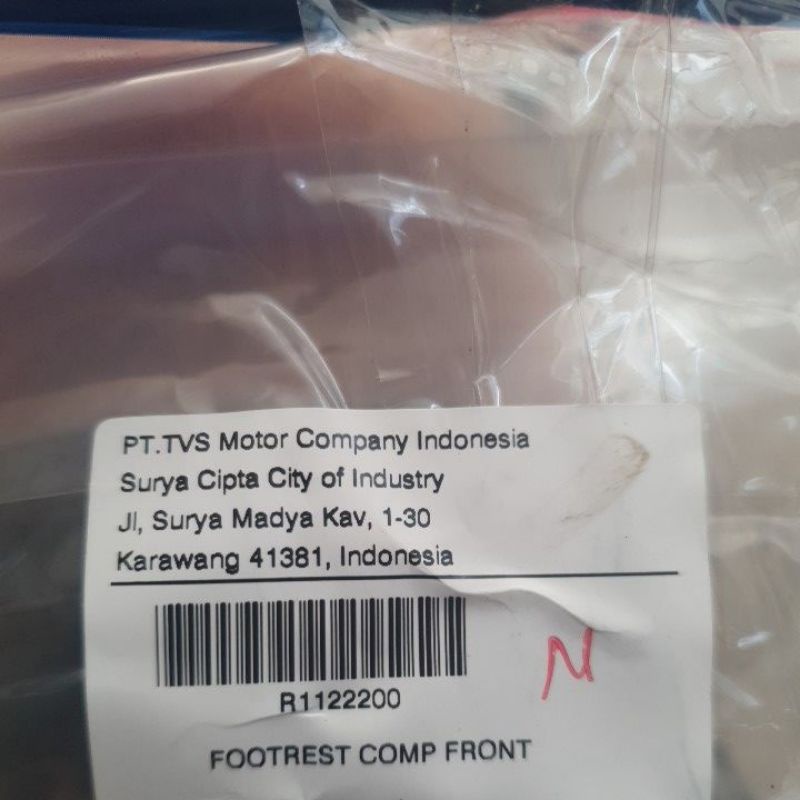 PT.TVS Motor Company Indonesia
Surya Cipta City of Industry
Jl, Surya Madya Kav, 1-30
Karawang 41381, Indonesia
R1122200
N
FOOTREST COMP FRONT